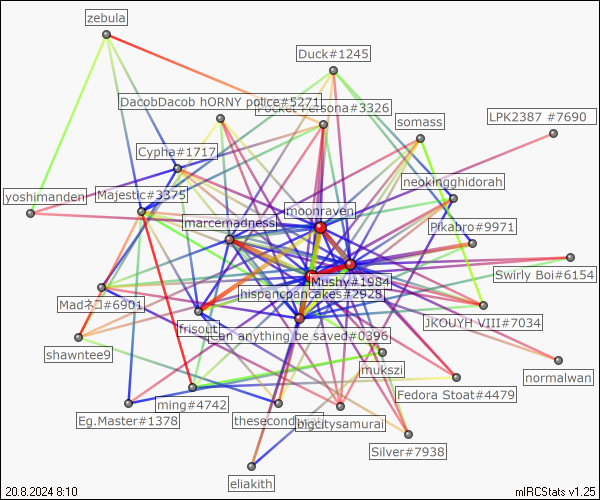 zebula
Duck#1245
DacobDacob hORNY police#5271
Pocket Persona#3326
LPK2387 #7690
somass
Cypha#1717
neokingghidorah
yoshimanden
Majestic#3375
moonraven
marcemadness
Pikabro#9971
Swirly Boi#6154
Mushy#1984
hispancpancakes#2928
Madネコ#6901
JKOUYH VIII#7034
frisout
Can anything be saved#0396
shawntee9
mukszi
normalwan
Fedora Stoat#4479
ming#4742
Eg.Master#1378
bigcitysamurai
Silver#7938
eliakith
20.8.2024 8:10
mIRCStats v1.25